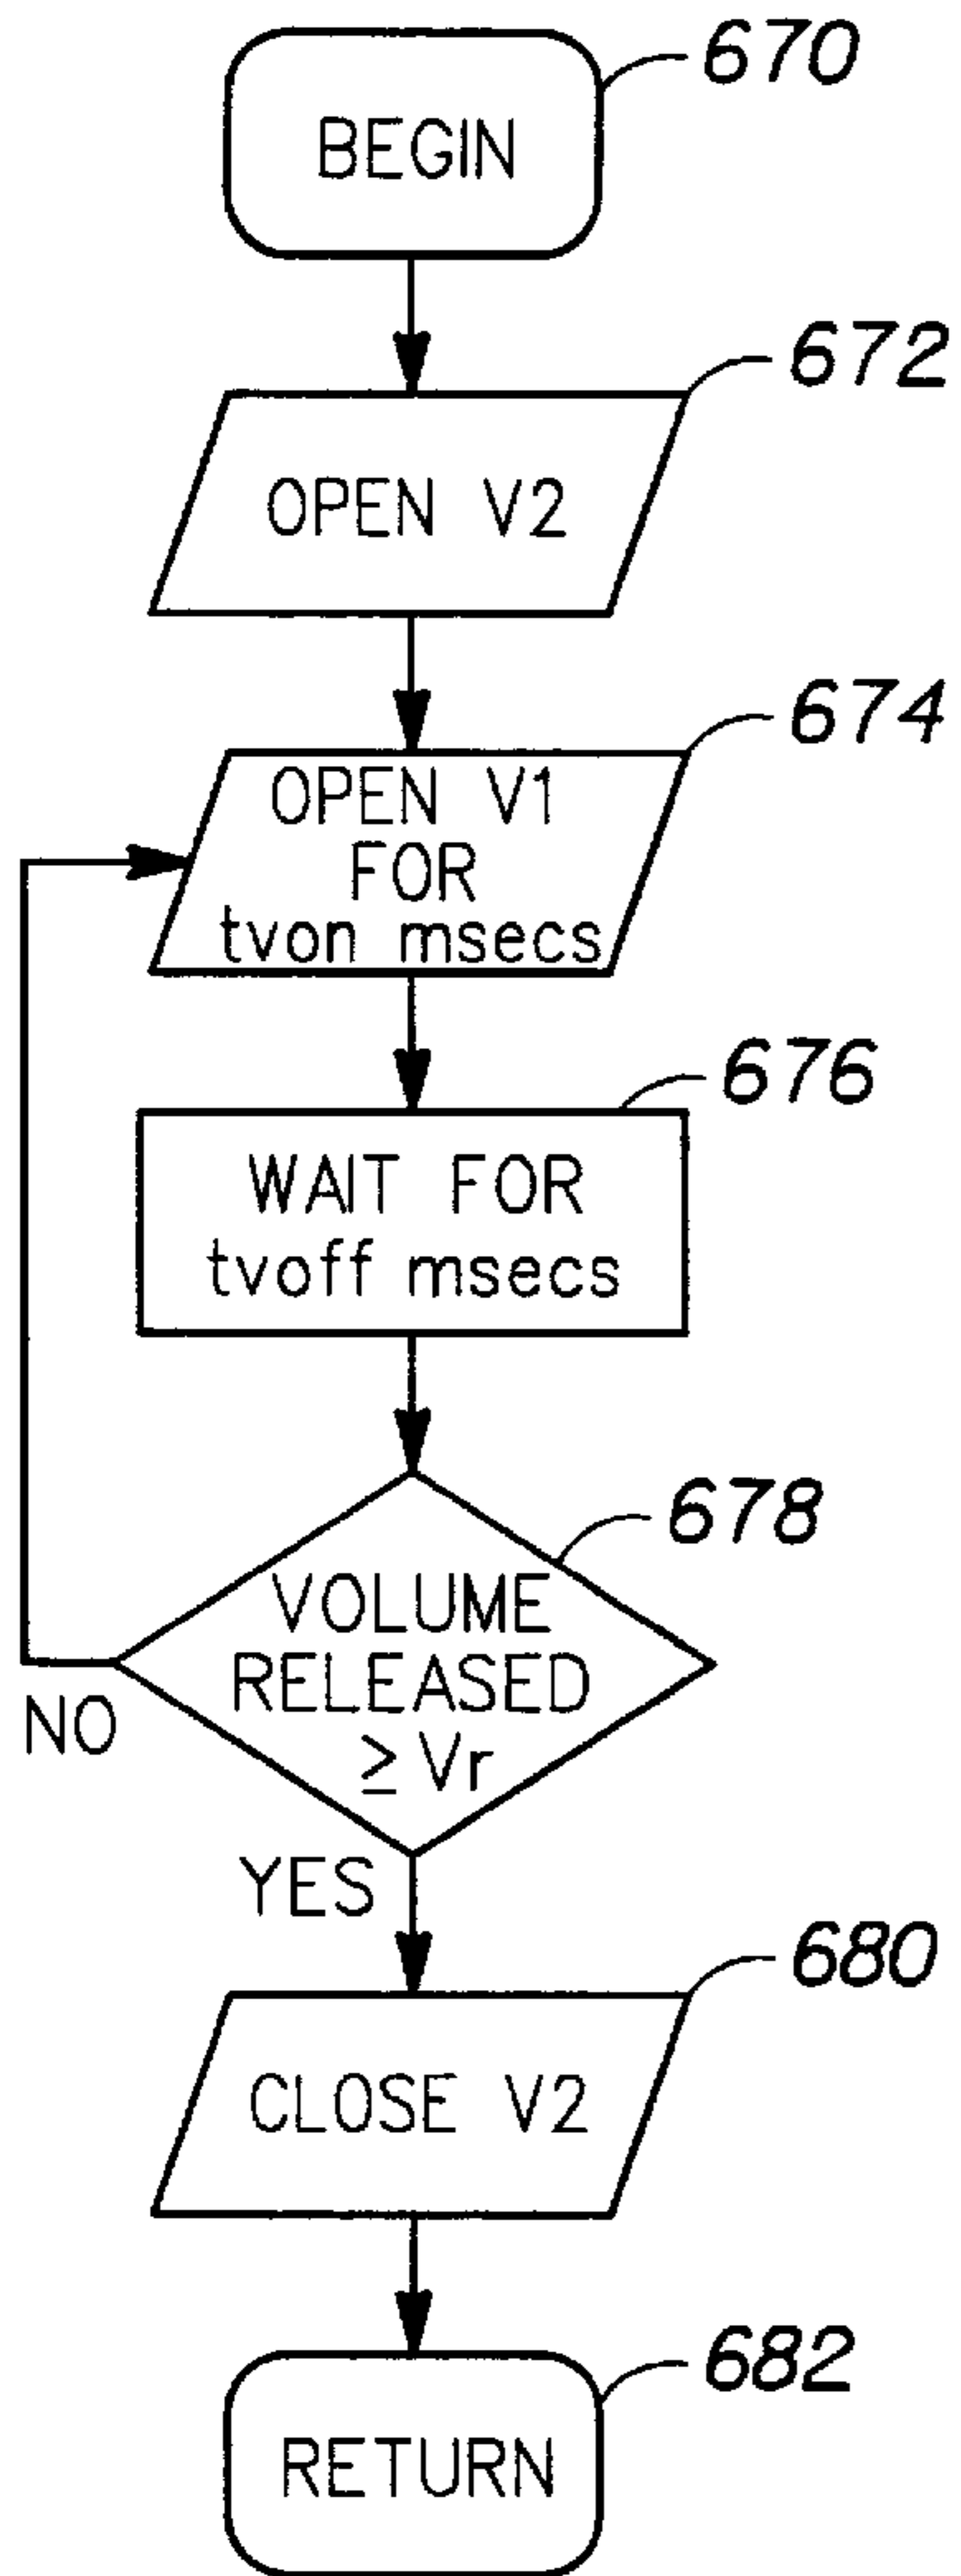 670
BEGIN
672
OPEN V2
674
OPEN V1
FOR
tvon msecs
676
WAIT FOR
tvoff msecs
678
VOLUME
RELEASED
≥ Vr
NO
YES
680
CLOSE V2
682
RETURN